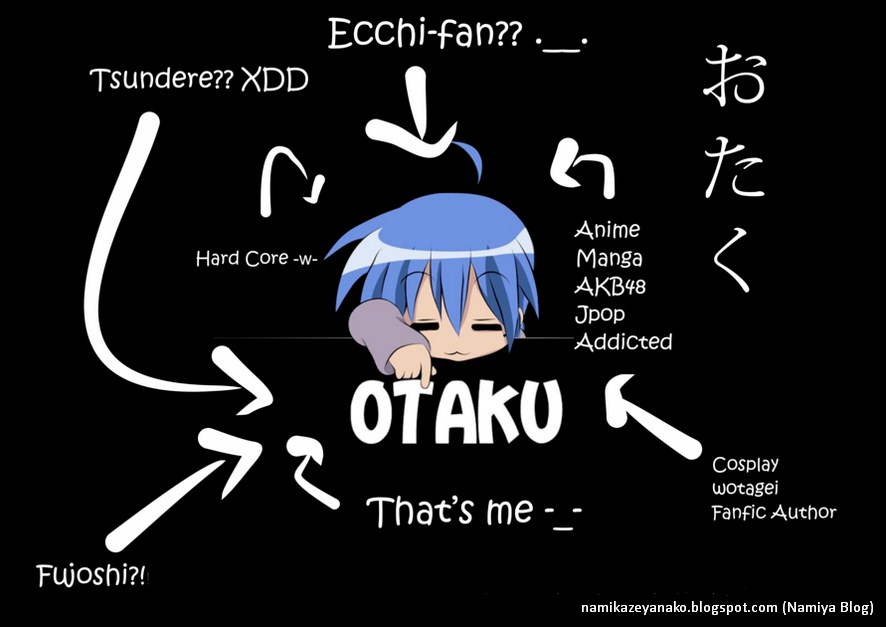 Ecchi-fan?? .__.
Tsundere?? XDD
おたく
Hard Core -w-
Anime
Manga
AKB48
Jpop
Addicted
OTAKU
Cosplay
wotagei
Fanfic Author
That's me -_-
Fujoshi?!
namikazeyanako.blogspot.com (Namiya Blog)